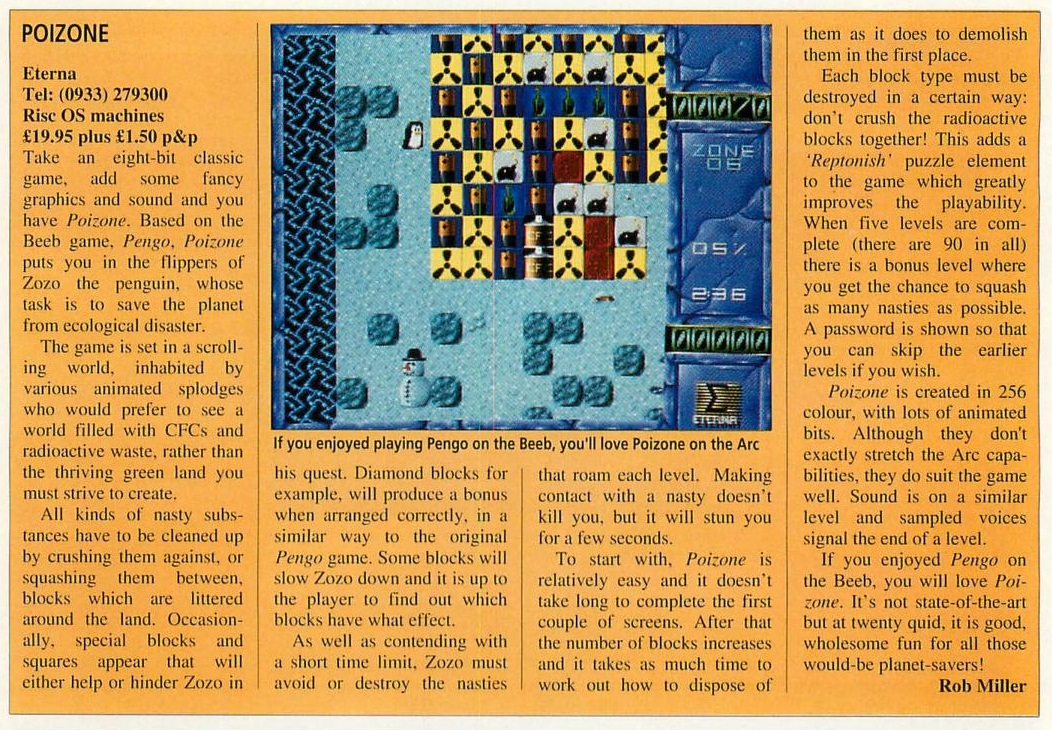 POIZONE
Eterna
Tel: (0933) 279300
Risc OS machines
£19.95 plus £1.50 p&p
Take an eight-bit classic
game, add some fancy
graphics and sound and you
have Poizone. Based on the
Beeb game, Pengo, Poizone
puts you in the flippers of
Zozo the penguin, whose
task is to save the planet
from ecological disaster.
The game is set in a scroll-
ing world, inhabited by
various animated splodges
who would prefer to see a
world filled with CFCs and
radioactive waste, rather than
the thriving green land you
must strive to create.
All kinds of nasty subs-
tances have to be cleaned up
by crushing them against, or
squashing them between,
blocks which are littered
around the land. Occasion-
ally, special blocks and
squares appear that will
either help or hinder Zozo in
ZONE
06
05%
2:36
ETERNA
If you enjoyed playing Pengo on the Beeb, you'll love Poizone on the Arc
his quest. Diamond blocks for
example, will produce a bonus
when arranged correctly, in a
similar way to the original
Pengo game. Some blocks will
slow Zozo down and it is up to
the player to find out which
blocks have what effect.
As well as contending with
a short time limit, Zozo must
avoid or destroy the nasties
that roam each level. Making
contact with a nasty doesn't
kill you, but it will stun you
for a few seconds.
To start with, Poizone is
relatively easy and it doesn't
take long to complete the first
couple of screens. After that
the number of blocks increases
and it takes as much time to
work out how to dispose of
them as it does to demolish
them in the first place.
Each block type must be
destroyed in a certain way:
don't crush the radioactive
blocks together! This adds a
'Reptonish' puzzle element
to the game which greatly
improves the playability.
When five levels are com-
plete (there are 90 in all)
there is a bonus level where
you get the chance to squash
as many nasties as possible.
A password is shown so that
you can skip the earlier
levels if you wish.
Poizone is created in 256
colour, with lots of animated
bits. Although they don't
exactly stretch the Arc capa-
bilities, they do suit the game
well. Sound is on a similar
level and sampled voices
signal the end of a level.
If you enjoyed Pengo on
the Beeb, you will love Poi-
zone. It's not state-of-the-art
but at twenty quid, it is good,
wholesome fun for all those
would-be planet-savers!
Rob Miller